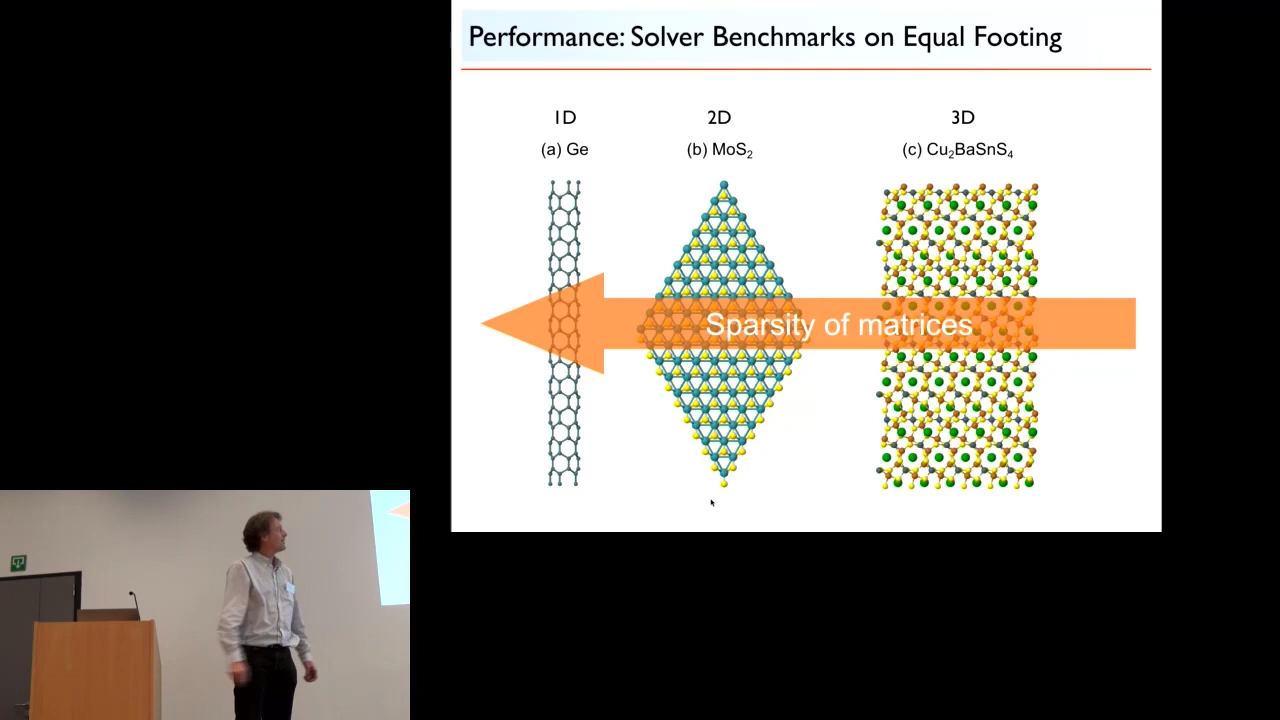 Performance: Solver Benchmarks on Equal Footing
1D
2D
3D
(a) Ge
(b) MoS₂
(c) Cu₂BaSnS₄
Sparsity of matrices